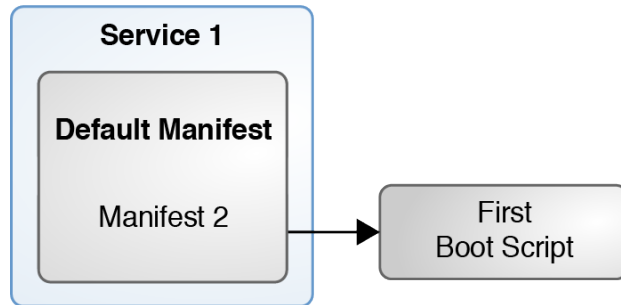 Service 1
Default Manifest
Manifest 2
First
Boot Script